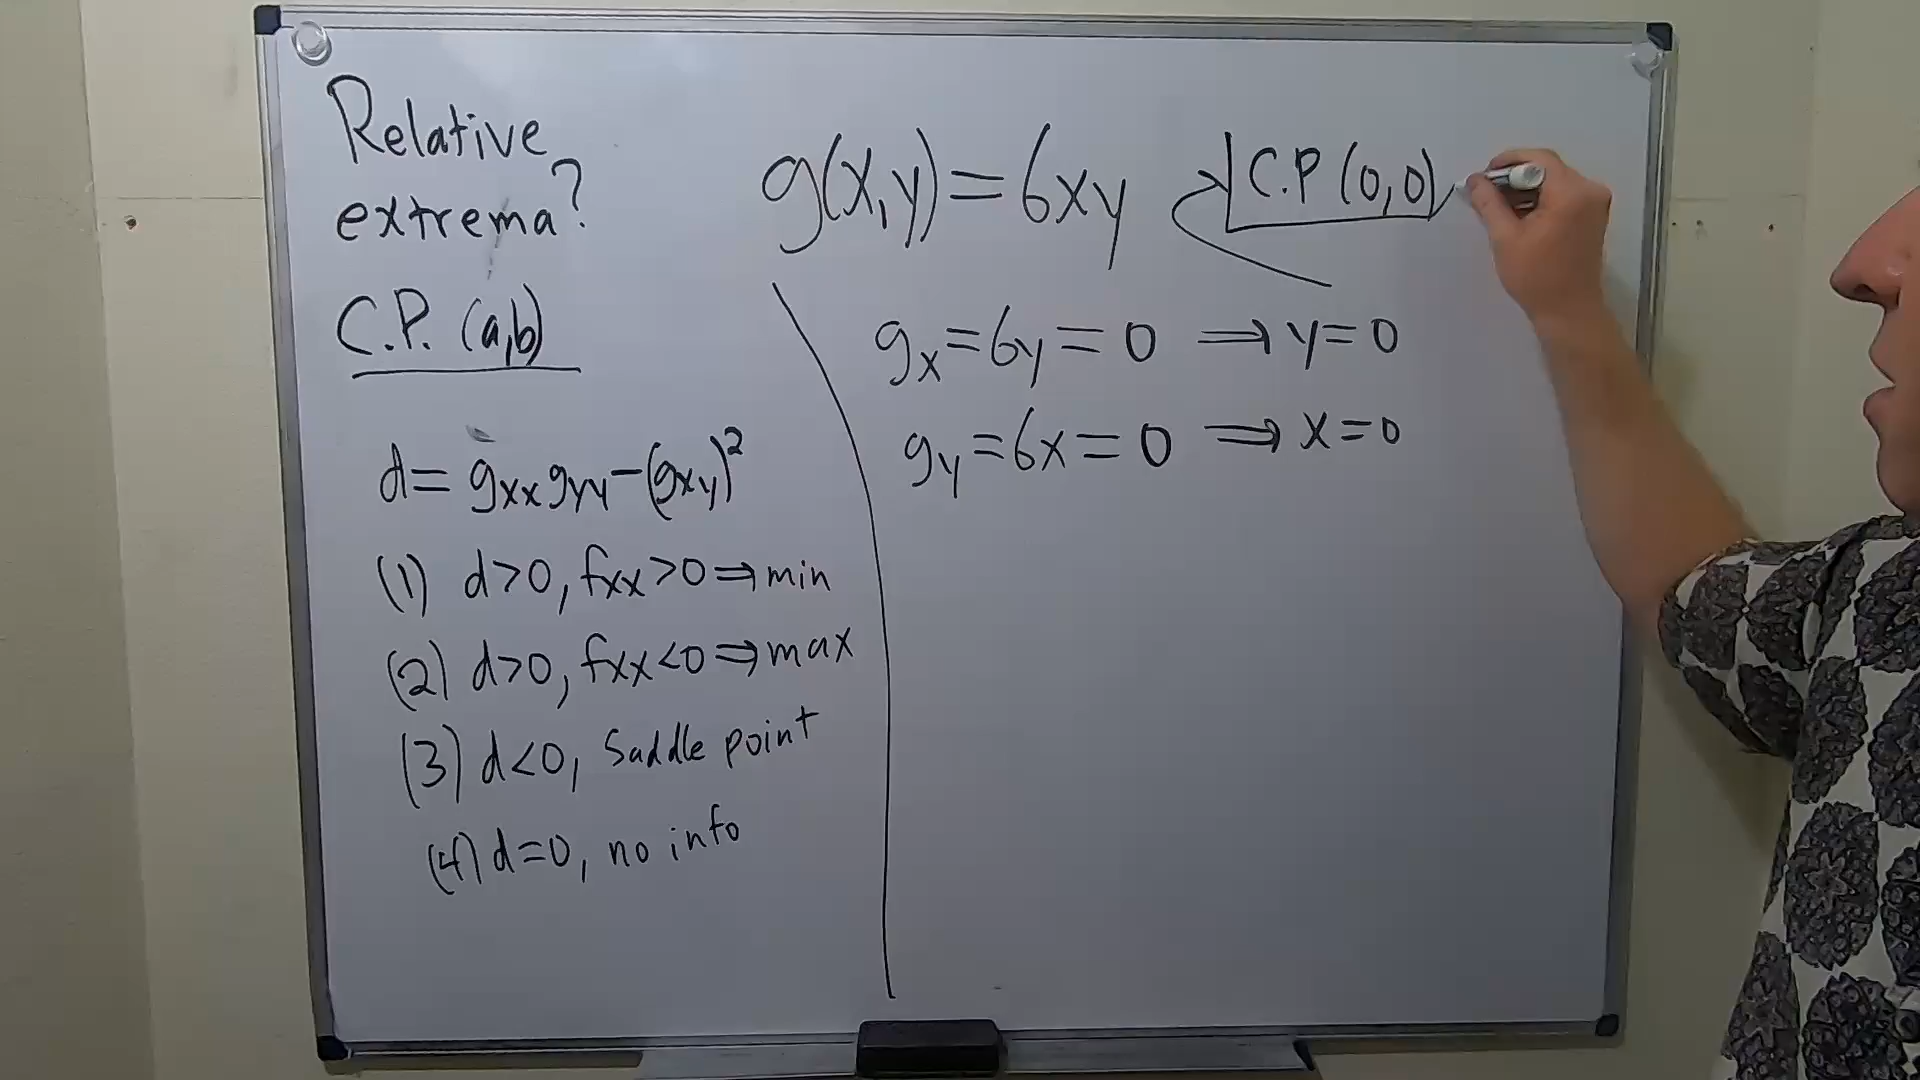 Relative
extrema?
C.P. (a,b)
d = gxx gyy - (gxy)²
(1) d>0, fxx>0 ⇒ min
(2) d>0, fxx<0 ⇒ max
(3) d<0, Saddle point
(4) d=0, no info
g(x,y) = 6xy
C.P (0,0)
gx = 6y = 0 ⇒ y = 0
gy = 6x = 0 ⇒ x = 0